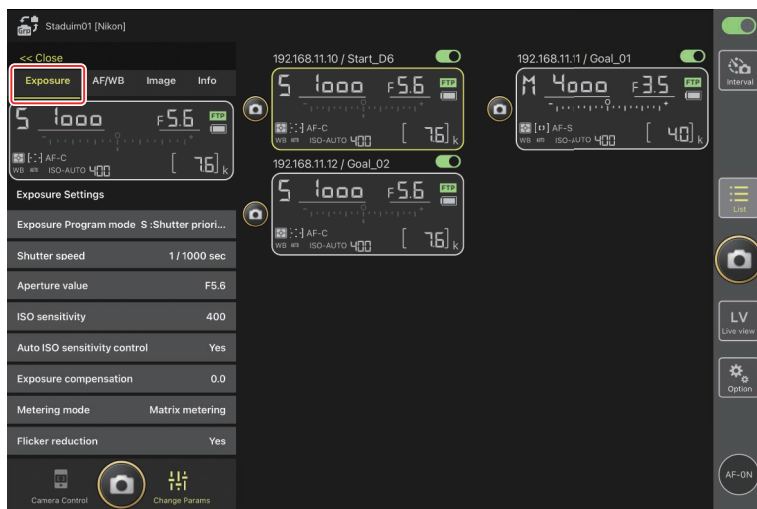 Grp Staduim01 [Nikon]
<< Close
Exposure AF/WB Image Info
S 1000 F5.6 FTP
- +
AF-C
WB ISO-AUTO 400 [ 7.6] k
Exposure Settings
Exposure Program mode S :Shutter priori...
Shutter speed 1 / 1000 sec
Aperture value F5.6
ISO sensitivity 400
Auto ISO sensitivity control Yes
Exposure compensation 0.0
Metering mode Matrix metering
Flicker reduction Yes
Camera Control Change Params
192.168.11.10 / Start_D6
S 1000 F5.6 FTP
- +
AF-C
WB ISO-AUTO 400 [ 7.6] k
192.168.11.11 / Goal_01
M 4000 F3.5 FTP
- +
AF-S
WB ISO-AUTO 400 [ 4.0] k
192.168.11.12 / Goal_02
S 1000 F5.6 FTP
- +
AF-C
WB ISO-AUTO 400 [ 7.6] k
Interval
List
LV
Live view
Option
AF-ON